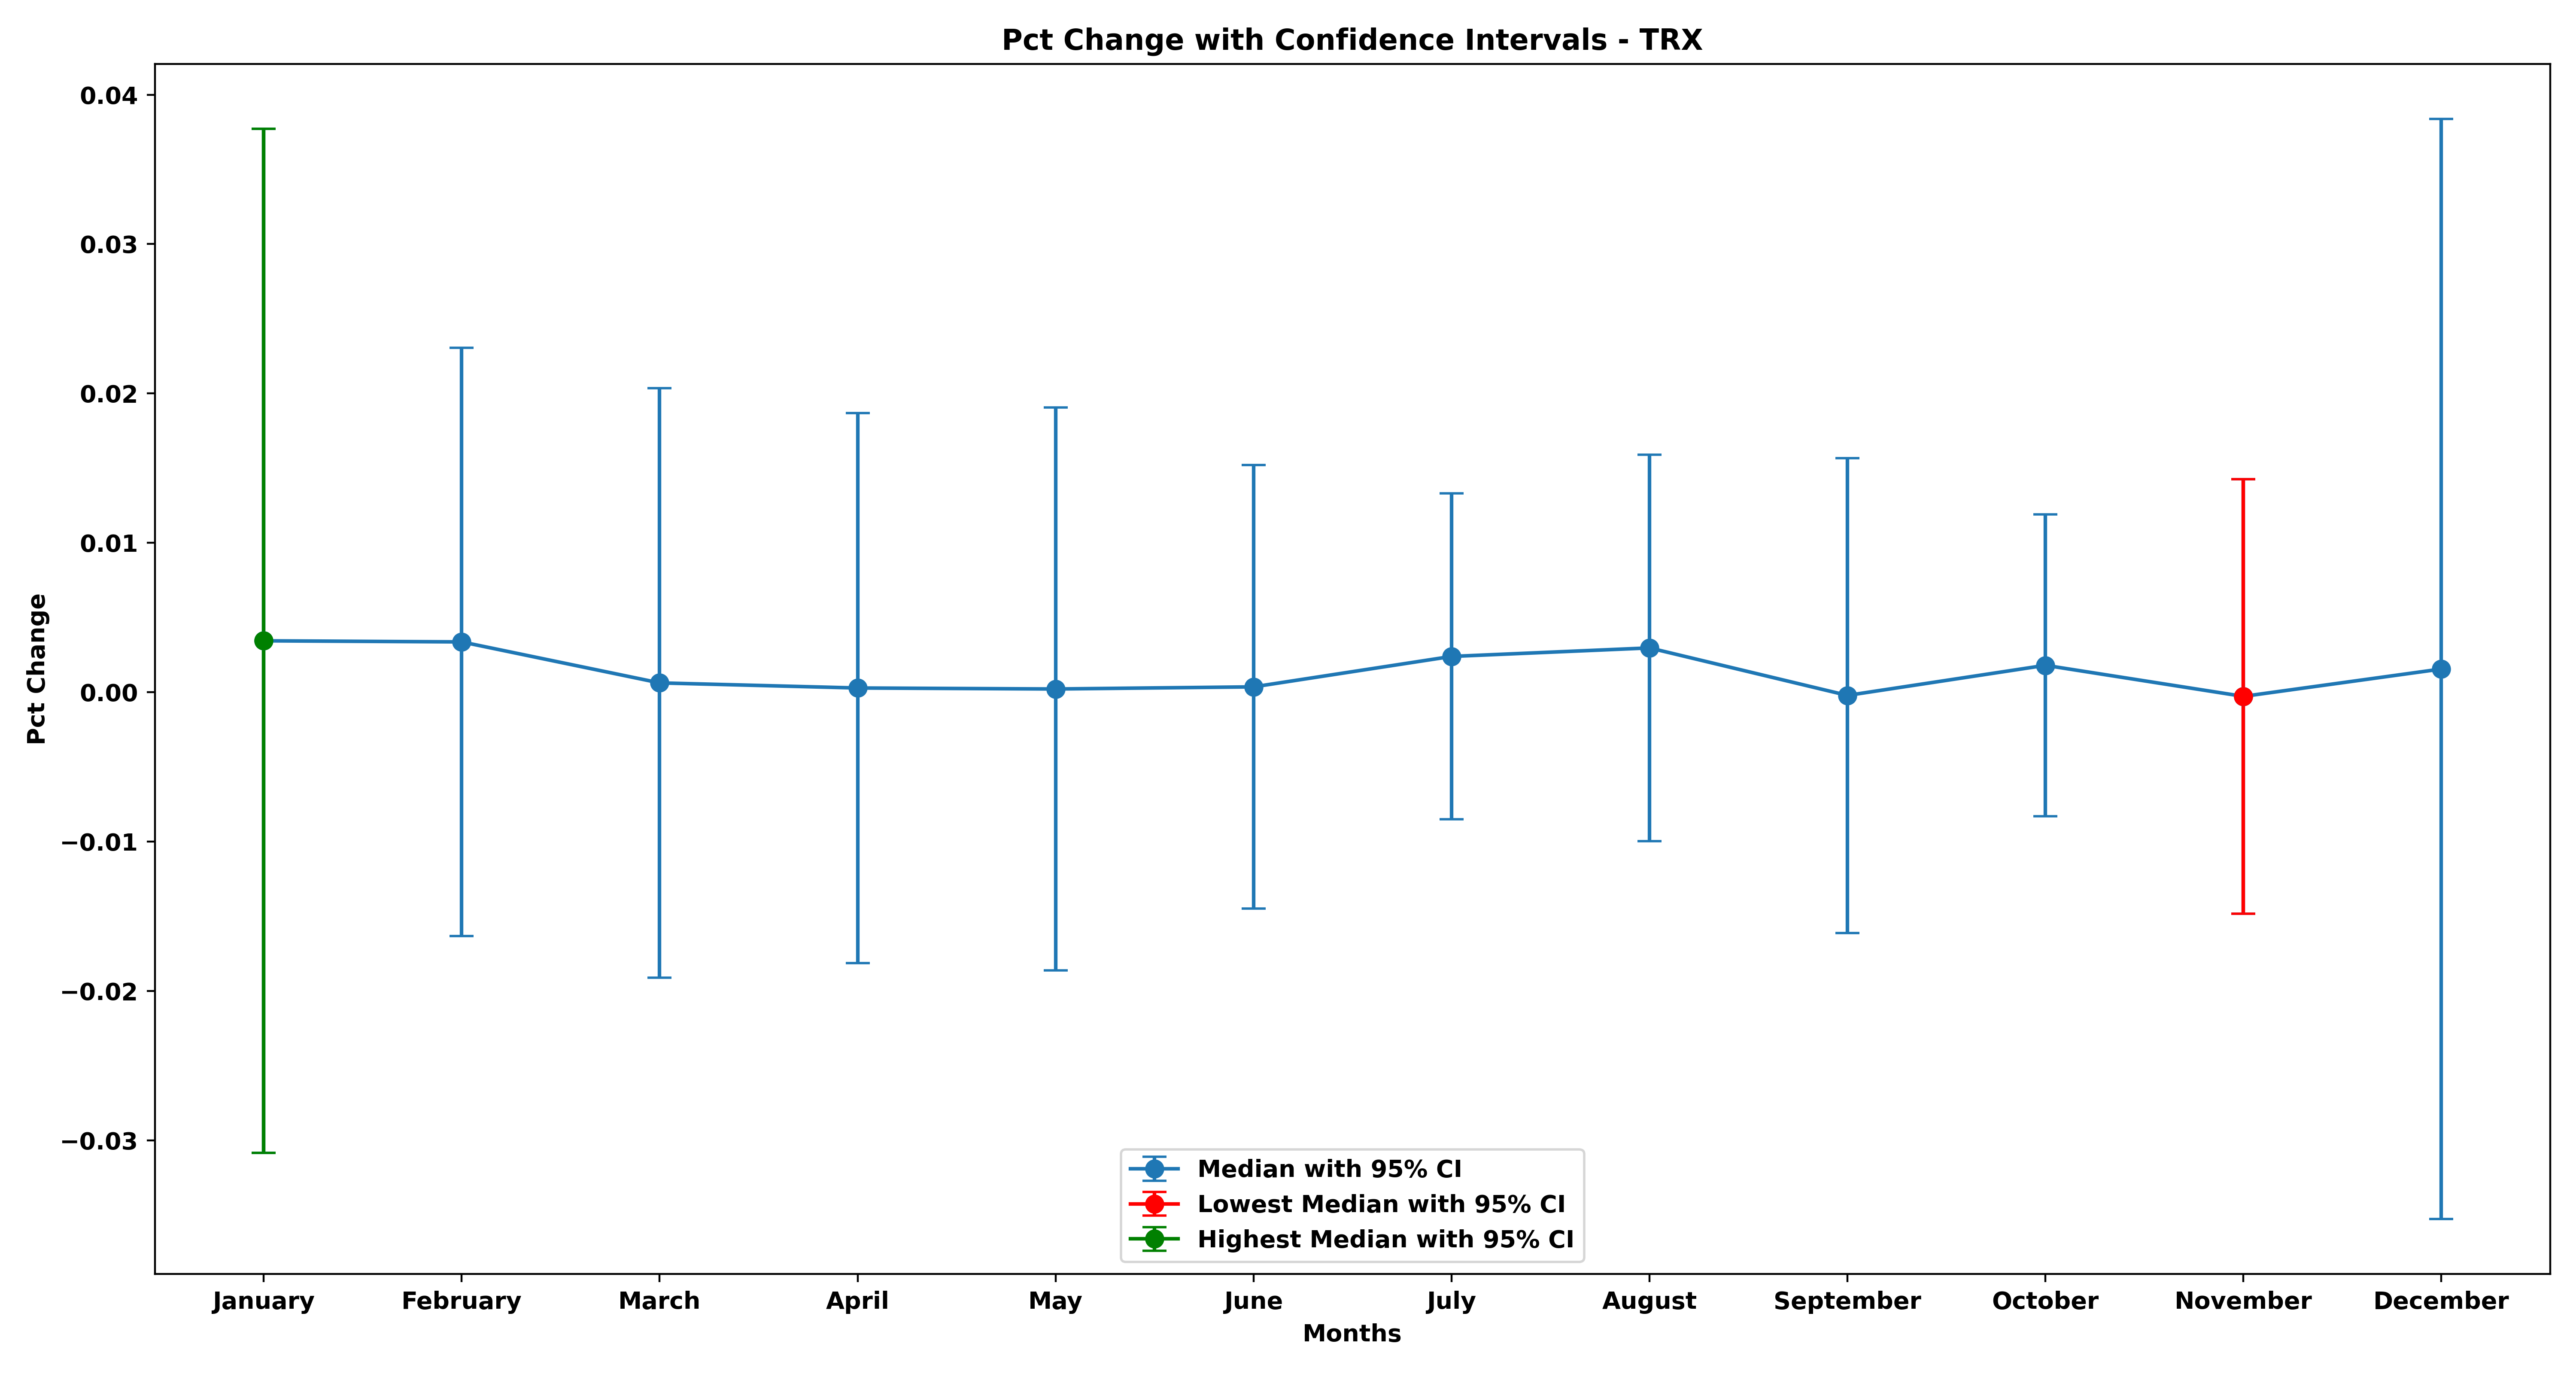 Pct Change with Confidence Intervals - TRX
Pct Change
0.04
0.03
0.02
0.01
0.00
−0.01
−0.02
−0.03
Median with 95% CI
Lowest Median with 95% CI
Highest Median with 95% CI
January February March April May June July August September October November December
Months